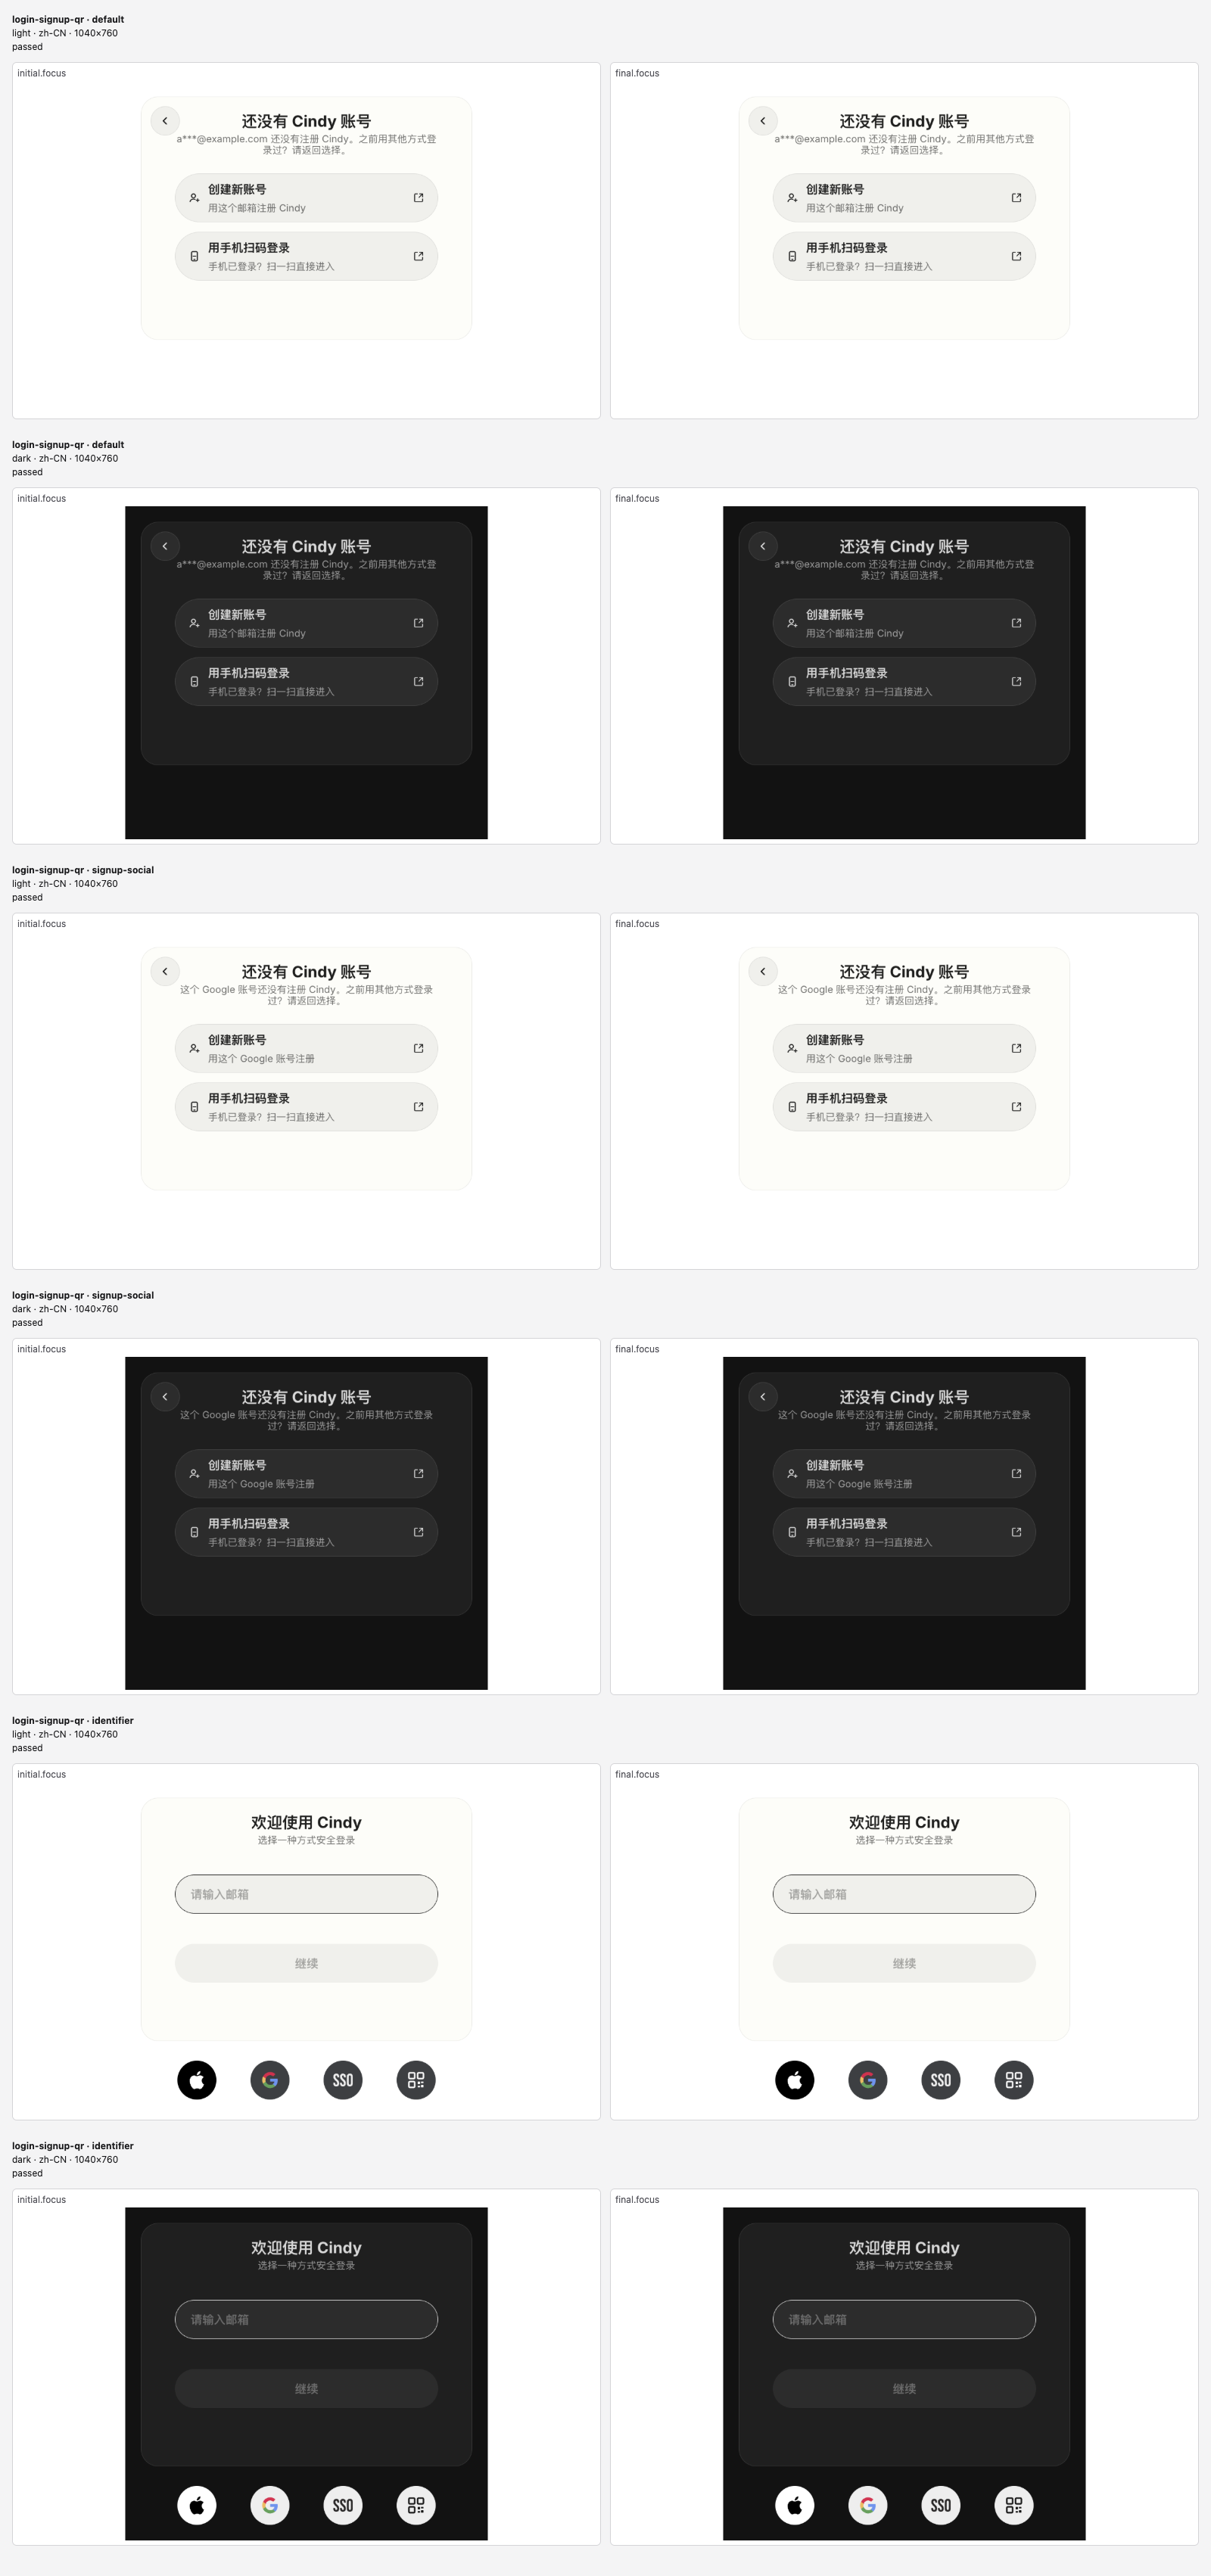 login-signup-qr · default
light · zh-CN · 1040×760
passed
initial.focus
还没有 Cindy 账号
a***@example.com 还没有注册 Cindy。之前用其他方式登
录过？请返回选择。
创建新账号
用这个邮箱注册 Cindy
用手机扫码登录
手机已登录？扫一扫直接进入
final.focus
还没有 Cindy 账号
a***@example.com 还没有注册 Cindy。之前用其他方式登
录过？请返回选择。
创建新账号
用这个邮箱注册 Cindy
用手机扫码登录
手机已登录？扫一扫直接进入
login-signup-qr · default
dark · zh-CN · 1040×760
passed
initial.focus
还没有 Cindy 账号
a***@example.com 还没有注册 Cindy。之前用其他方式登
录过？请返回选择。
创建新账号
用这个邮箱注册 Cindy
用手机扫码登录
手机已登录？扫一扫直接进入
final.focus
还没有 Cindy 账号
a***@example.com 还没有注册 Cindy。之前用其他方式登
录过？请返回选择。
创建新账号
用这个邮箱注册 Cindy
用手机扫码登录
手机已登录？扫一扫直接进入
login-signup-qr · signup-social
light · zh-CN · 1040×760
passed
initial.focus
还没有 Cindy 账号
这个 Google 账号还没有注册 Cindy。之前用其他方式登录
过？请返回选择。
创建新账号
用这个 Google 账号注册
用手机扫码登录
手机已登录？扫一扫直接进入
final.focus
还没有 Cindy 账号
这个 Google 账号还没有注册 Cindy。之前用其他方式登录
过？请返回选择。
创建新账号
用这个 Google 账号注册
用手机扫码登录
手机已登录？扫一扫直接进入
login-signup-qr · signup-social
dark · zh-CN · 1040×760
passed
initial.focus
还没有 Cindy 账号
这个 Google 账号还没有注册 Cindy。之前用其他方式登录
过？请返回选择。
创建新账号
用这个 Google 账号注册
用手机扫码登录
手机已登录？扫一扫直接进入
final.focus
还没有 Cindy 账号
这个 Google 账号还没有注册 Cindy。之前用其他方式登录
过？请返回选择。
创建新账号
用这个 Google 账号注册
用手机扫码登录
手机已登录？扫一扫直接进入
login-signup-qr · identifier
light · zh-CN · 1040×760
passed
initial.focus
欢迎使用 Cindy
选择一种方式安全登录
请输入邮箱
继续
SSO
final.focus
欢迎使用 Cindy
选择一种方式安全登录
请输入邮箱
继续
SSO
login-signup-qr · identifier
dark · zh-CN · 1040×760
passed
initial.focus
欢迎使用 Cindy
选择一种方式安全登录
请输入邮箱
继续
SSO
final.focus
欢迎使用 Cindy
选择一种方式安全登录
请输入邮箱
继续
SSO